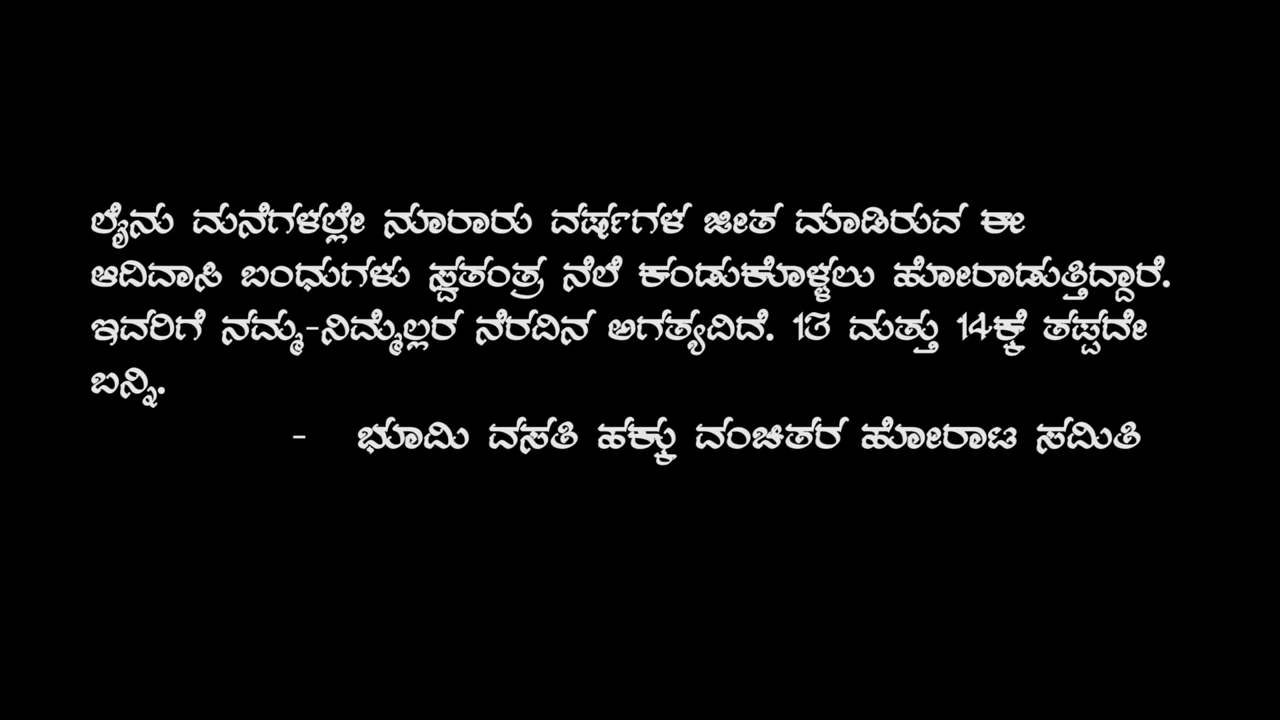 ಲೈನು ಮನೆಗಳಲ್ಲೇ ನೂರಾರು ವರ್ಷಗಳ ಜೀತ ಮಾಡಿರುವ ಈ
ಆದಿವಾಸಿ ಬಂಧುಗಳು ಸ್ವತಂತ್ರ ನೆಲೆ ಕಂಡುಕೊಳ್ಳಲು ಹೋರಾಡುತ್ತಿದ್ದಾರೆ.
ಇವರಿಗೆ ನಮ್ಮ-ನಿಮ್ಮೆಲ್ಲರ ನೆರವಿನ ಅಗತ್ಯವಿದೆ. 13 ಮತ್ತು 14ಕ್ಕೆ ತಪ್ಪದೇ
ಬನ್ನಿ.
- ಭೂಮಿ ವಸತಿ ಹಕ್ಕು ವಂಚಿತರ ಹೋರಾಟ ಸಮಿತಿ